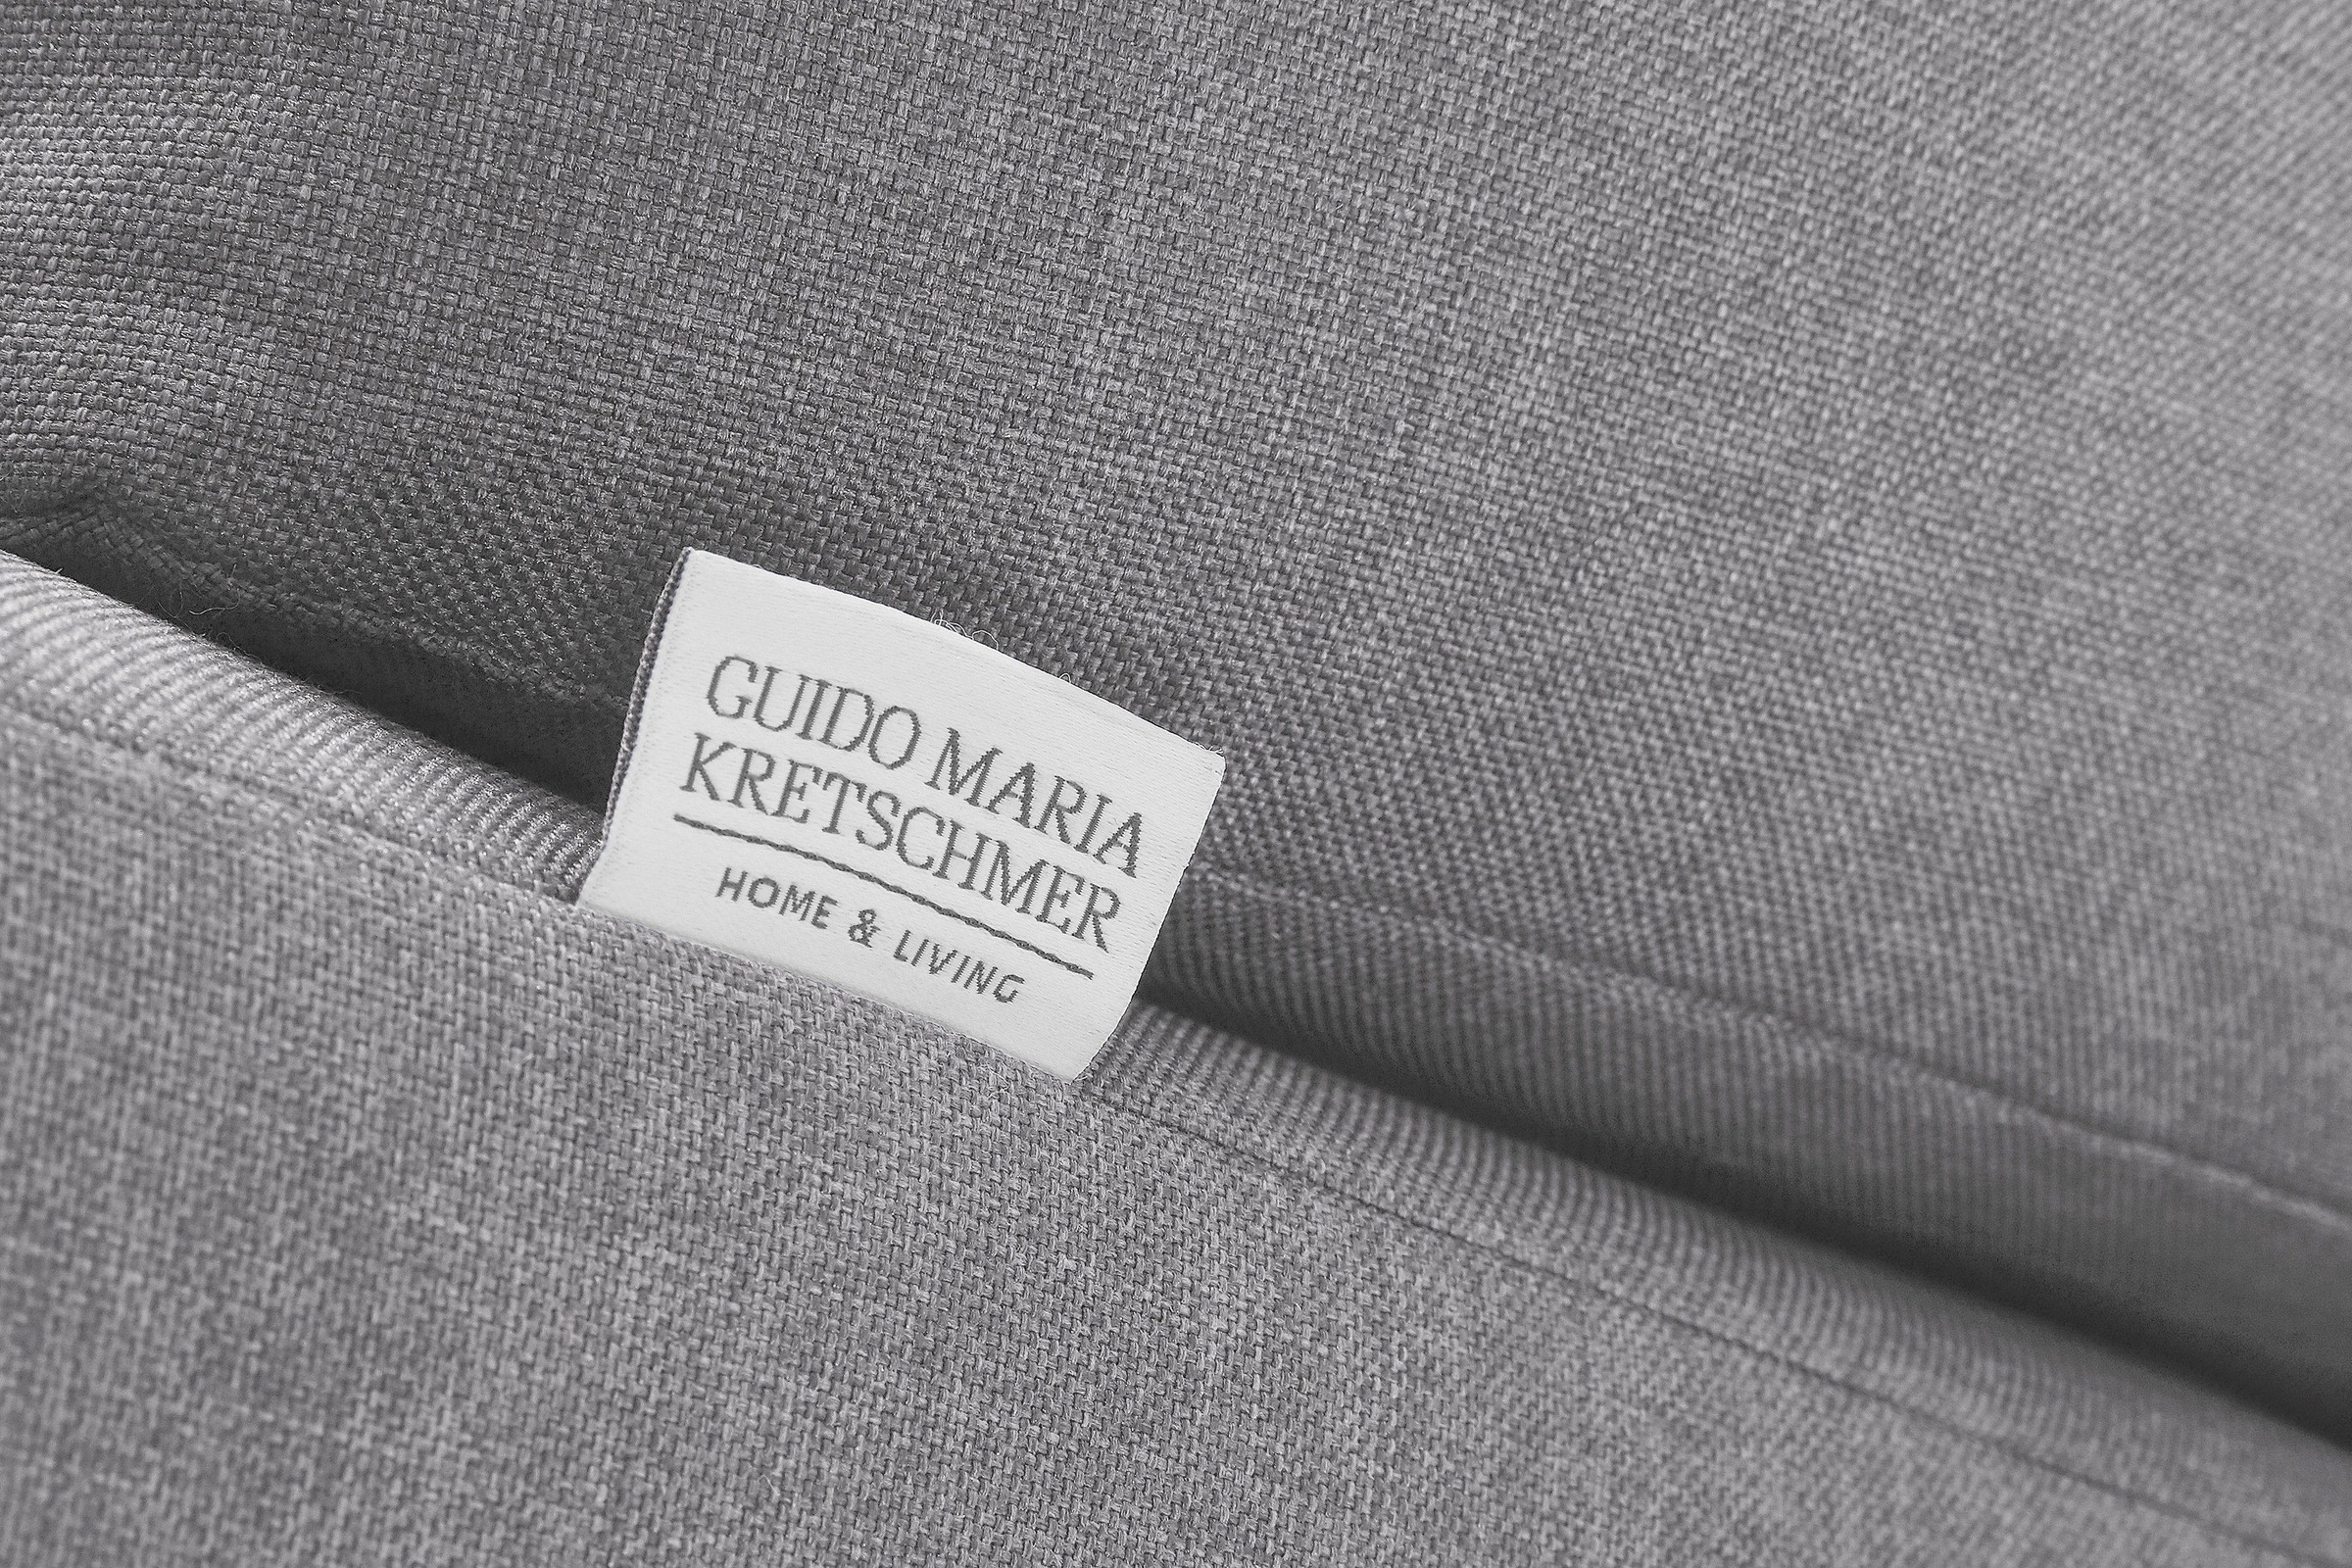 GUIDO MARIA
KRETSCHMER
HOME & LIVING